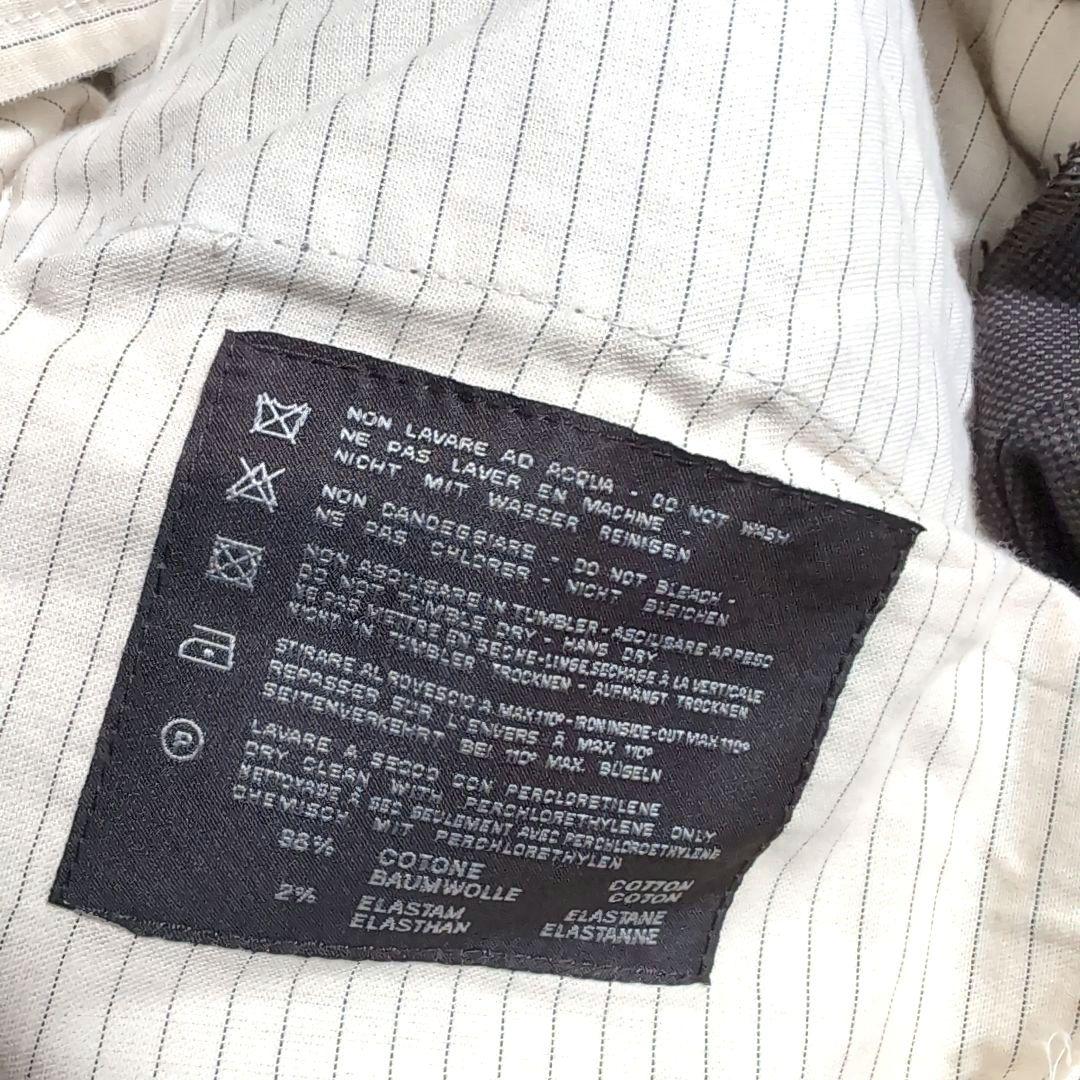 NON LAVARE AD ACQUA - DO NOT WASH
NE PAS LAVER EN MACHINE -
NICHT MIT WASSER REINIGEN
NON CANDEGGIARE - DO NOT BLEACH -
NE PAS CHLORER - NICHT BLEICHEN
NON ASCIUGARE IN TUMBLER - ASCIUGARE APPESO
DO NOT TUMBLE DRY - HANG DRY
NE PAS METTRE EN SECHE-LINGE SECHAGE À LA VERTICALE
NICHT IN TUMBLER TROCKNEN - AUFHÄNGT TROCKNEN
STIRARE AL ROVESCIO A MAX 110° - IRON INSIDE-OUT MAX 110°
REPASSER SUR L'ENVERS À MAX 110°
SEITENVERKEHRT BEI 110° MAX. BÜGELN
P
LAVARE A SECCO CON PERCLORETILENE
DRY CLEAN WITH PERCHLORETHYLENE ONLY
NETTOYAGE À SEC SEULEMENT AVEC PERCHLOROETHYLENE
CHEMISCH MIT PERCHLORETHYLEN
98% COTONE COTTON
BAUMWOLLE COTON
2% ELASTAM ELASTANE
ELASTHAN ELASTANNE